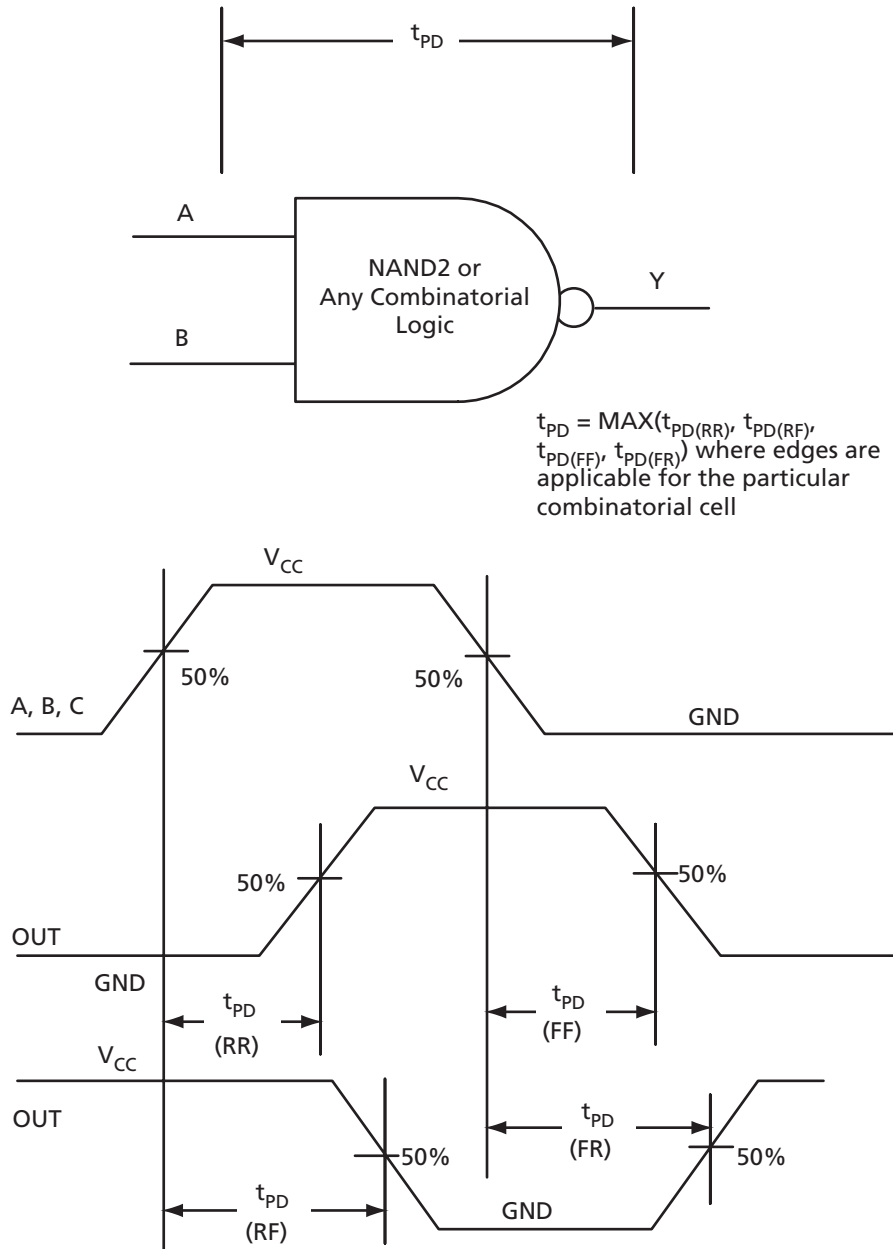 tPD
A
NAND2 or
Any Combinatorial
Logic
Y
B
tPD = MAX(tPD(RR), tPD(RF),
tPD(FF), tPD(FR)) where edges are
applicable for the particular
combinatorial cell
VCC
50%
50%
A, B, C
GND
VCC
50%
50%
OUT
GND
tPD
(RR)
tPD
(FF)
VCC
OUT
tPD
(FR)
50%
50%
tPD
(RF)
GND